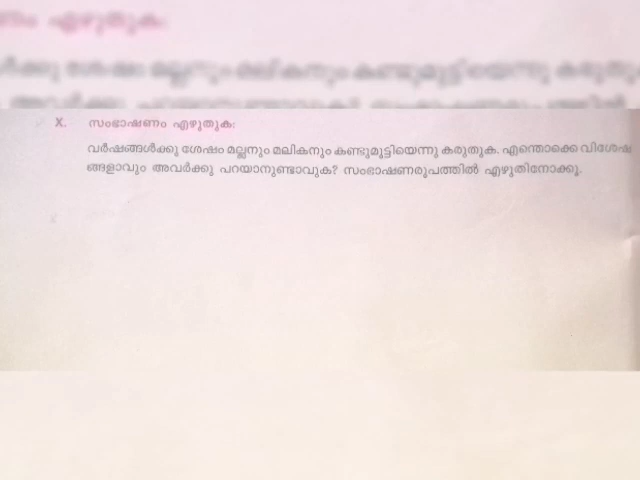 X. സംഭാഷണം എഴുതുക:
വർഷങ്ങൾക്കു ശേഷം മല്ലനും മലികനും കണ്ടുമുട്ടിയെന്നു കരുതുക. എന്തൊക്കെ വിശേഷ
ങ്ങളാവും അവർക്കു പറയാനുണ്ടാവുക? സംഭാഷണരൂപത്തിൽ എഴുതിനോക്കൂ.